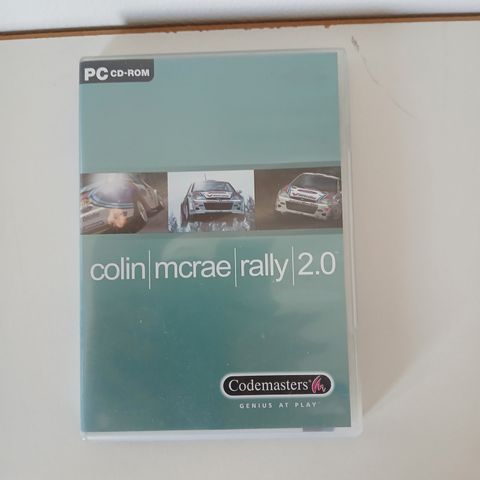 PC CD-ROM
colin|mcrae|rally|2.0
Codemasters
GENIUS AT PLAY